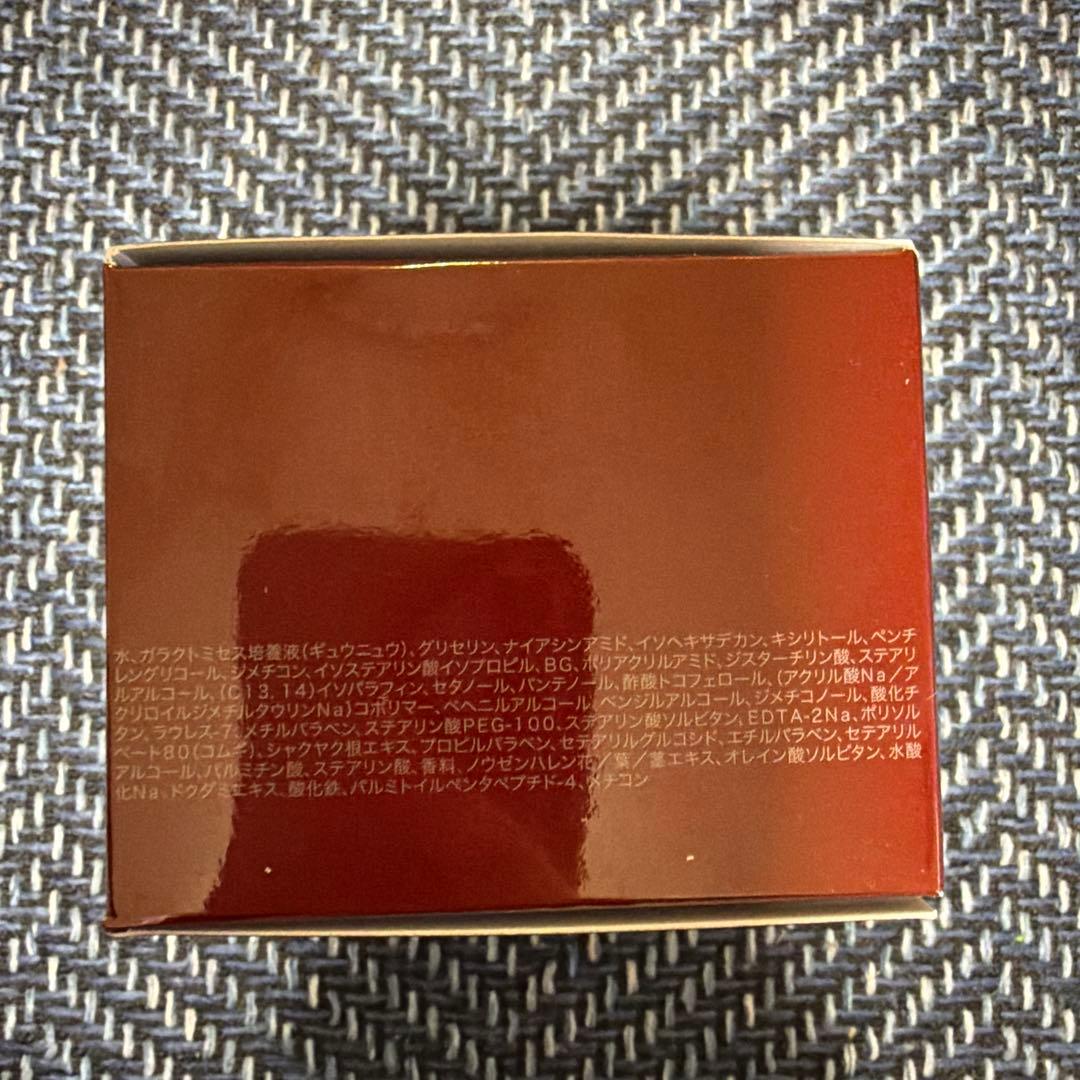 水、ガラクトミセス培養液(ギュウニュウ)、グリセリン、ナイアシンアミド、イソヘキサデカン、キシリトール、ペンチ
レングリコール、ジメチコン、イソステアリン酸イソプロピル、BG、ポリアクリルアミド、ジスターチリン酸、ステアリ
ルアルコール、(C13,14)イソパラフィン、セタノール、パンテノール、酢酸トコフェロール、(アクリル酸Na/ア
クリロイルジメチルタウリンNa)コポリマー、ベヘニルアルコール、ベンジルアルコール、ジメチコノール、酸化チ
タン、ラウレス-4、メチルパラベン、ステアリン酸PEG-100、ステアリン酸ソルビタン、EDTA-2Na、ポリソル
ベート80(コムギ)、シャクヤク根エキス、プロピルパラベン、セテアリルグルコシド、エチルパラベン、セテアリル
アルコール、パルミチン酸、ステアリン酸、香料、ノウゼンハレン花/葉/茎エキス、オレイン酸ソルビタン、水酸
化Na、ドクダミエキス、酸化鉄、パルミトイルペンタペプチド-4、メチコン